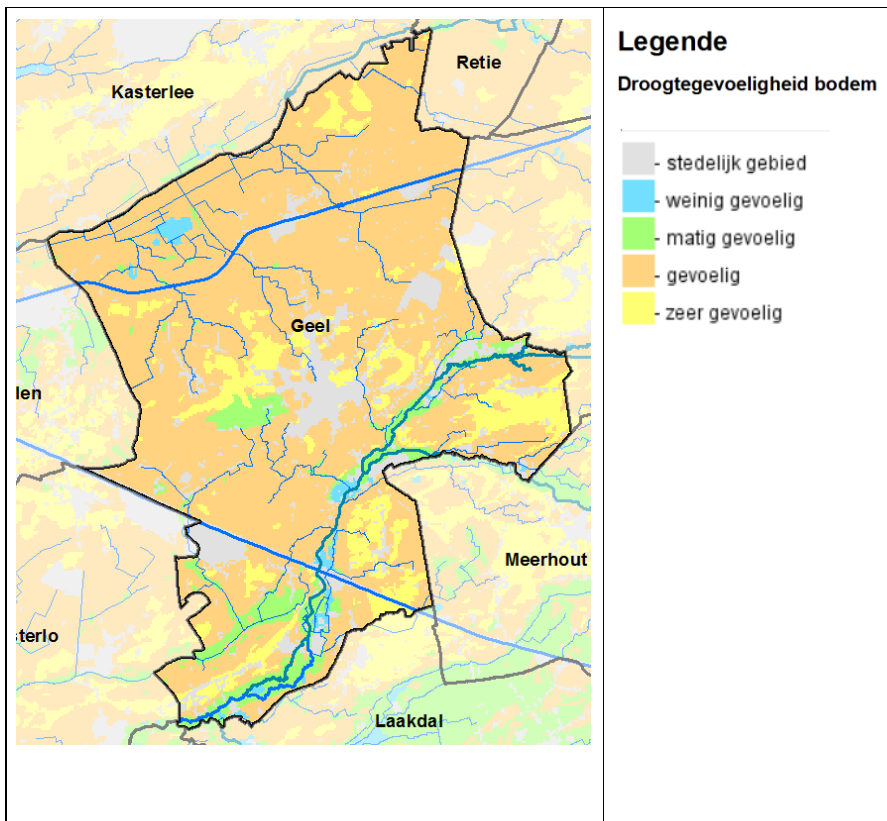 Retie
Kasterlee
Geel
len
Meerhout
sterlo
Laakdal
Legende
Droogtegevoeligheid bodem
- stedelijk gebied
- weinig gevoelig
- matig gevoelig
- gevoelig
- zeer gevoelig